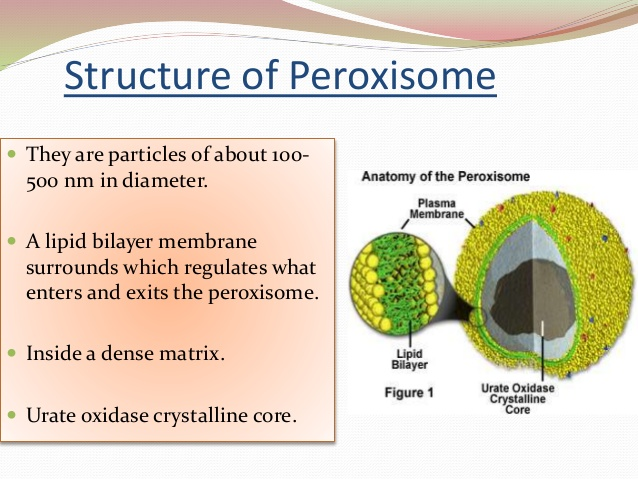 Structure of Peroxisome
They are particles of about 100-
500 nm in diameter.
A lipid bilayer membrane
surrounds which regulates what
enters and exits the peroxisome.
Inside a dense matrix.
Urate oxidase crystalline core.
Anatomy of the Peroxisome
Plasma
Membrane
Lipid
Bilayer
Figure 1
Urate Oxidase
Crystalline
Core